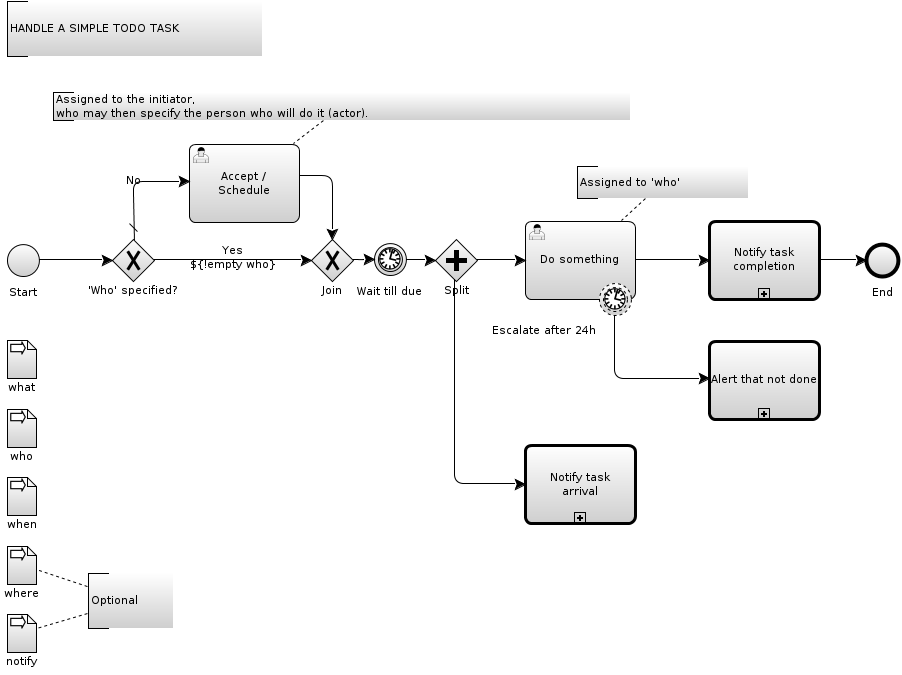 HANDLE A SIMPLE TODO TASK
Assigned to the initiator,
who may then specify the person who will do it (actor).
No
Accept /
Schedule
Assigned to 'who'
Yes
${!empty who}
Do something
Notify task
completion
Start
'Who' specified?
Join
Wait till due
Split
End
Escalate after 24h
Alert that not done
what
who
Notify task
arrival
when
where
Optional
notify